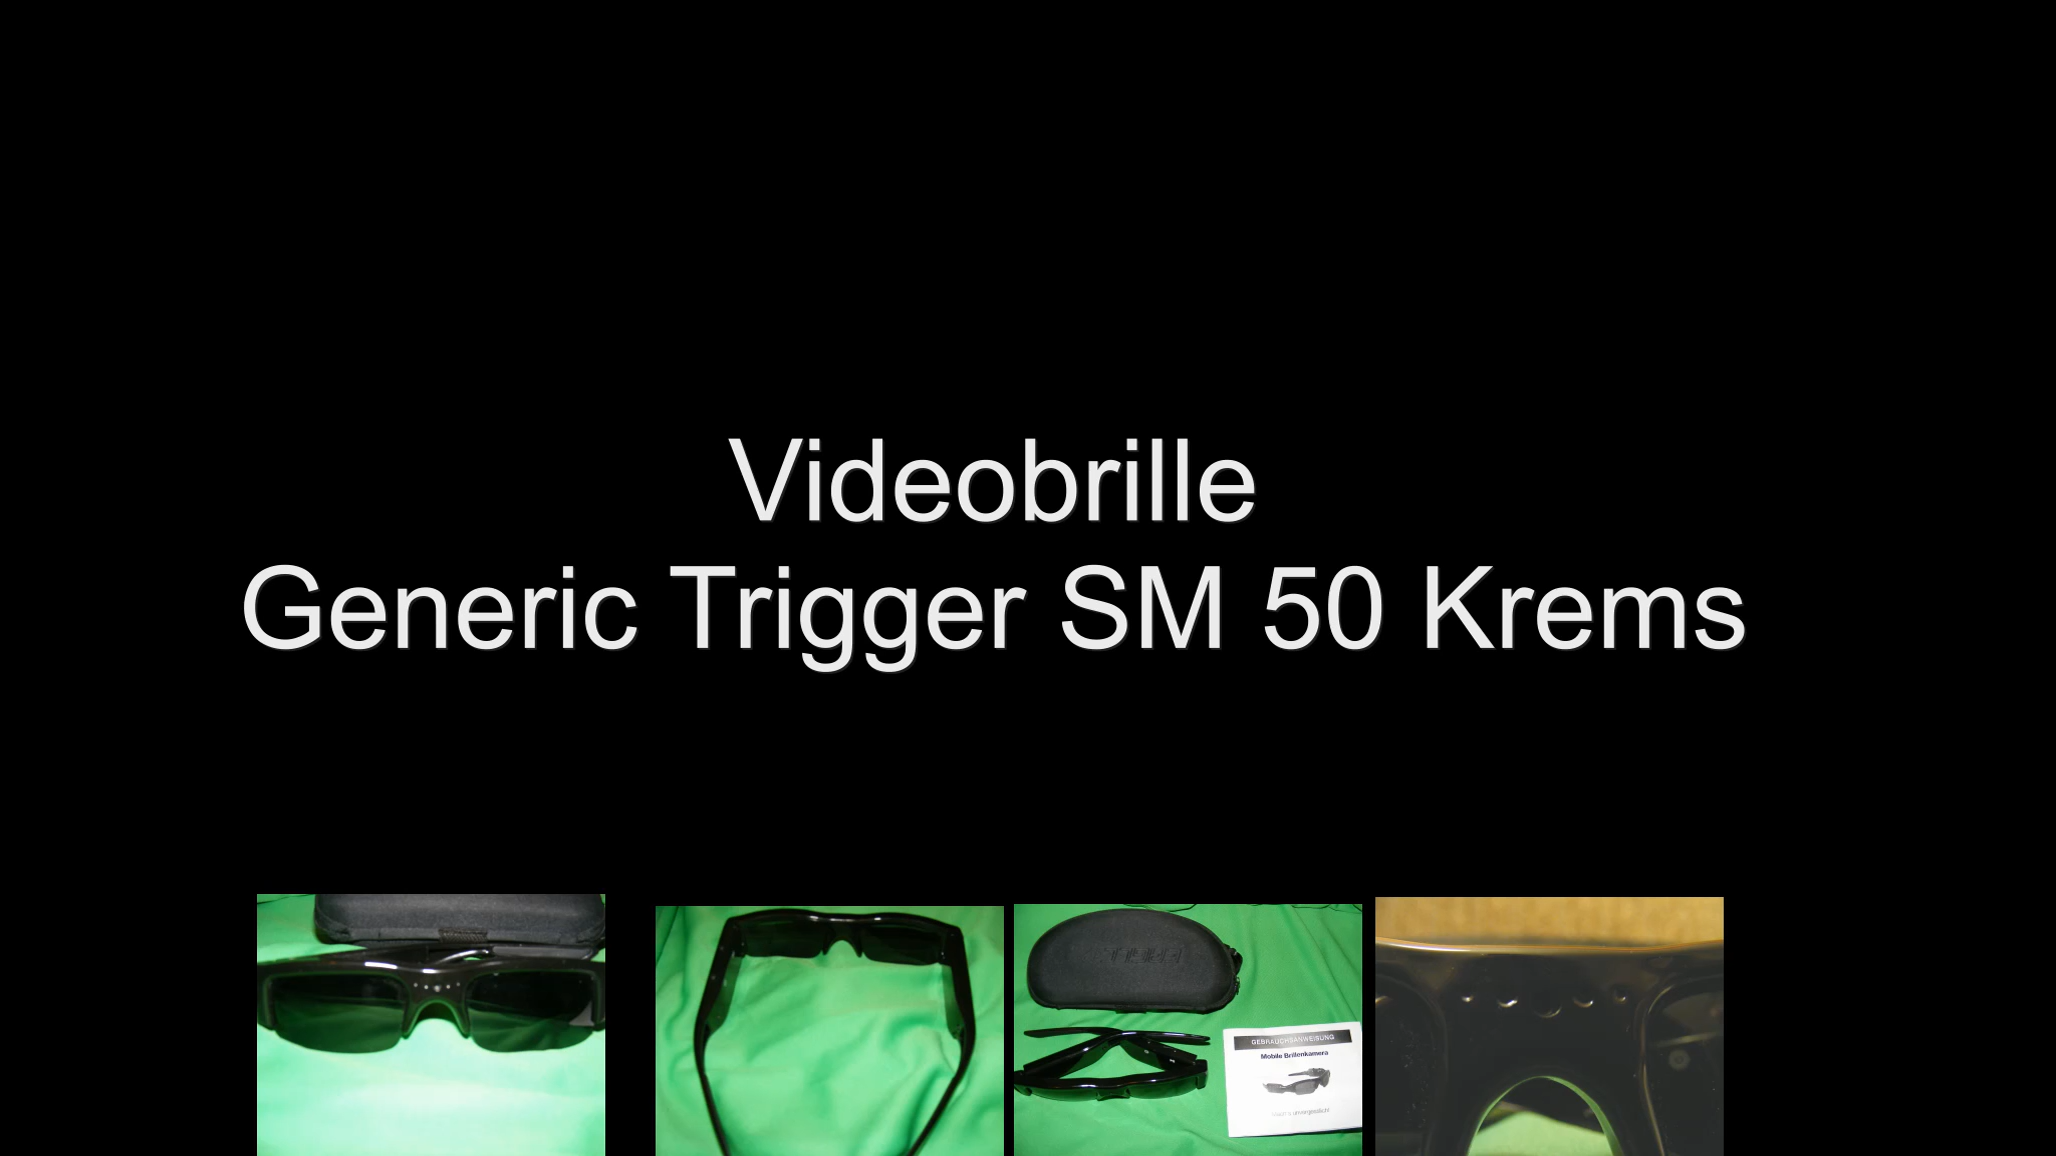 Videobrille
Generic Trigger SM 50 Krems
GEBRAUCHSANWEISUNG
Mobile Brillenkamera